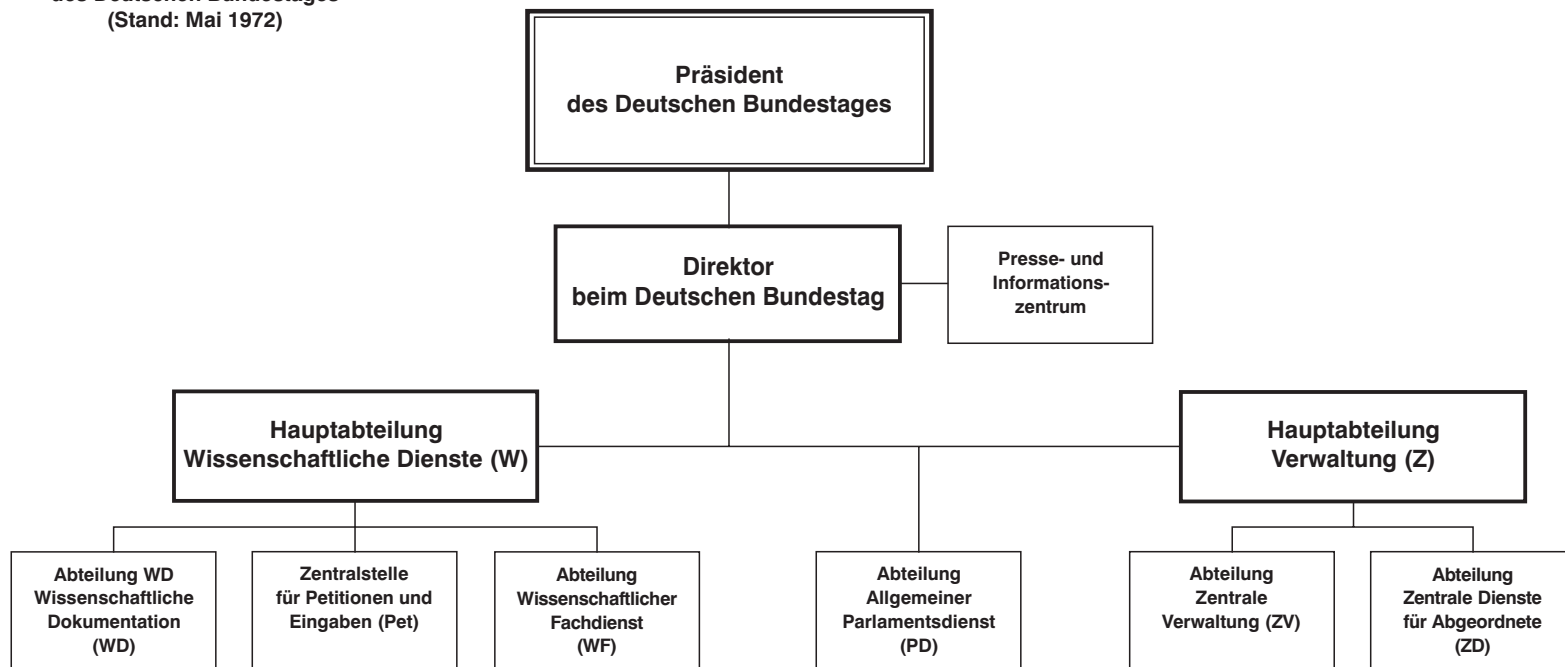 des Deutschen Bundestages
(Stand: Mai 1972)
Präsident
des Deutschen Bundestages
Direktor
beim Deutschen Bundestag
Presse- und
Informations-
zentrum
Hauptabteilung
Wissenschaftliche Dienste (W)
Hauptabteilung
Verwaltung (Z)
Abteilung WD
Wissenschaftliche
Dokumentation
(WD)
Zentralstelle
für Petitionen und
Eingaben (Pet)
Abteilung
Wissenschaftlicher
Fachdienst
(WF)
Abteilung
Allgemeiner
Parlamentsdienst
(PD)
Abteilung
Zentrale
Verwaltung (ZV)
Abteilung
Zentrale Dienste
für Abgeordnete
(ZD)